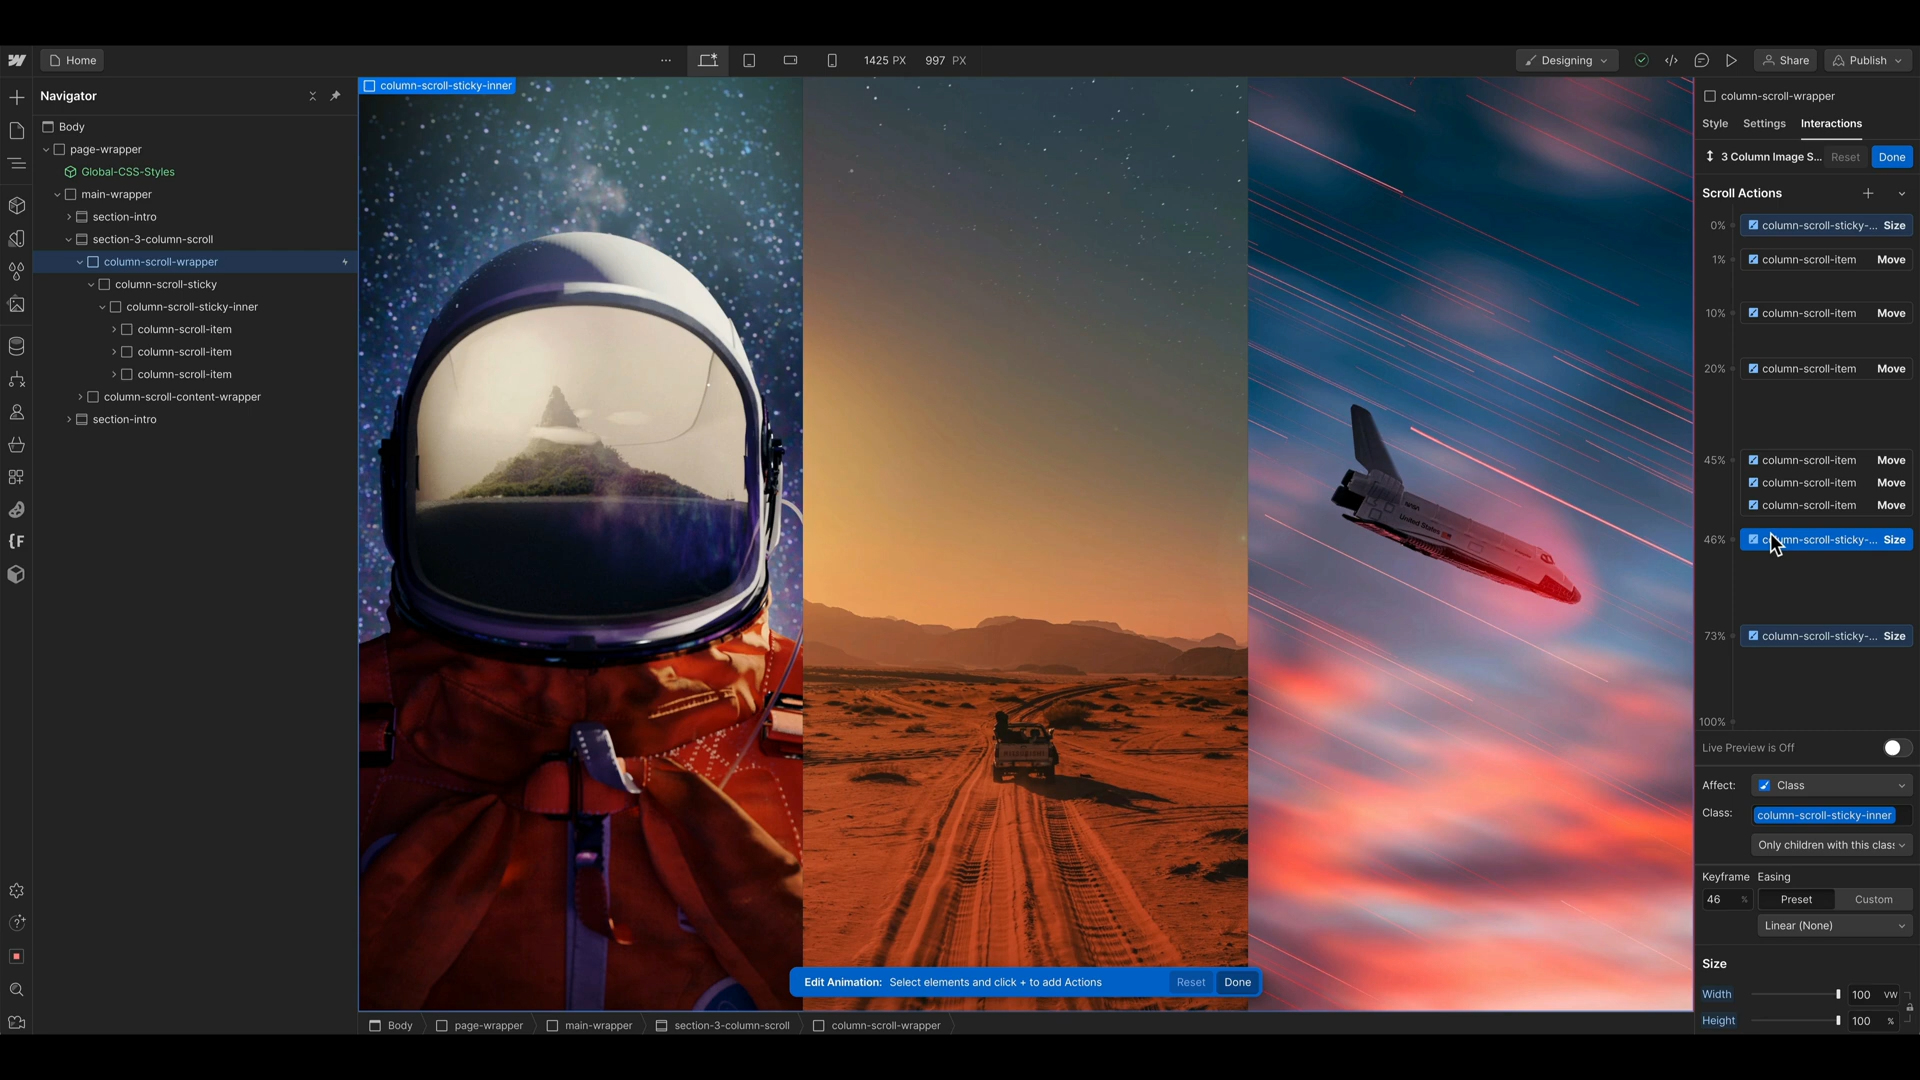 Home
...
1425 PX
997 PX
Designing
Share
Publish
Navigator
Body
page-wrapper
Global-CSS-Styles
main-wrapper
section-intro
section-3-column-scroll
column-scroll-wrapper
column-scroll-sticky
column-scroll-sticky-inner
column-scroll-item
column-scroll-item
column-scroll-item
column-scroll-content-wrapper
section-intro
column-scroll-sticky-inner
United States
Edit Animation: Select elements and click + to add Actions
Reset
Done
Body
page-wrapper
main-wrapper
section-3-column-scroll
column-scroll-wrapper
column-scroll-wrapper
Style
Settings
Interactions
3 Column Image S...
Reset
Done
Scroll Actions
0% column-scroll-sticky-... Size
1% column-scroll-item Move
10% column-scroll-item Move
20% column-scroll-item Move
45% column-scroll-item Move
column-scroll-item Move
column-scroll-item Move
46% column-scroll-sticky-... Size
73% column-scroll-sticky-... Size
100%
Live Preview is Off
Affect: Class
Class: column-scroll-sticky-inner
Only children with this class
Keyframe Easing
46 % Preset Custom
Linear (None)
Size
Width 100 VW
Height 100 %